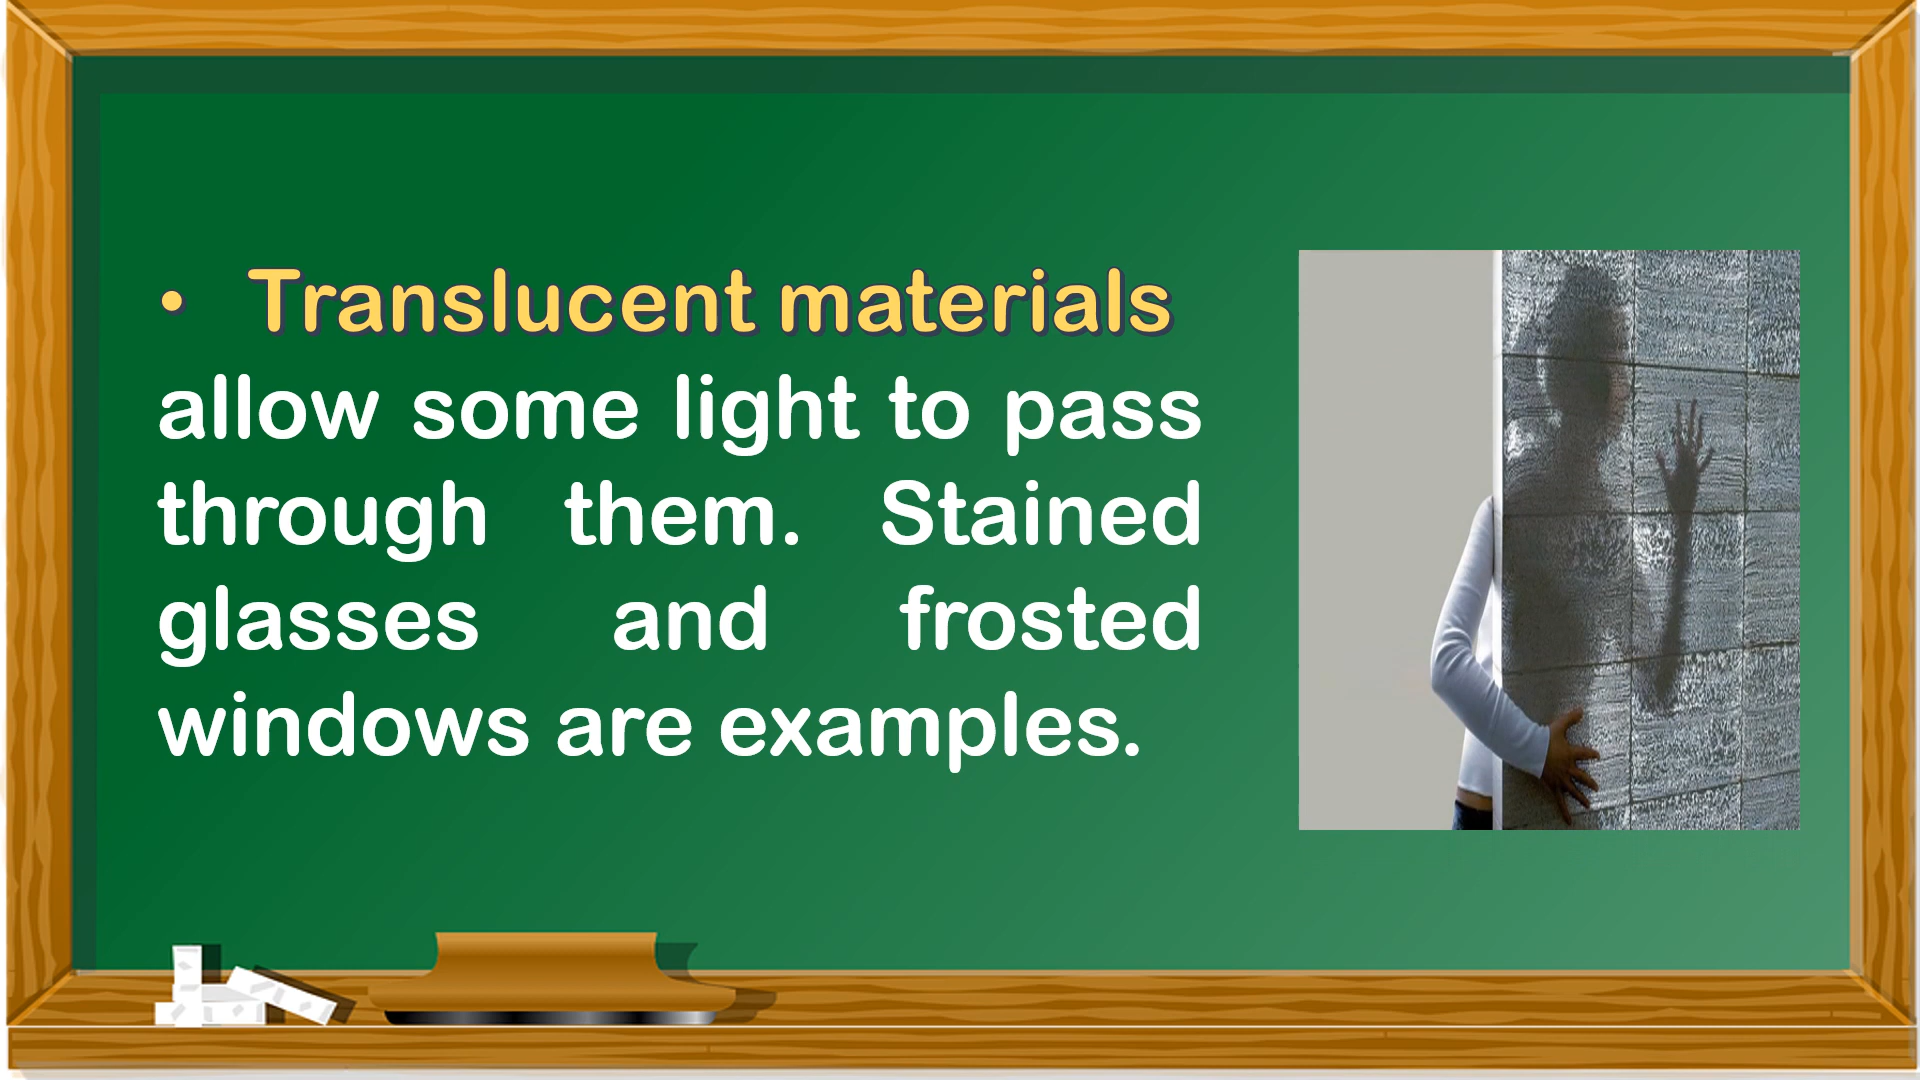 • Translucent materials
allow some light to pass
through them. Stained
glasses and frosted
windows are examples.